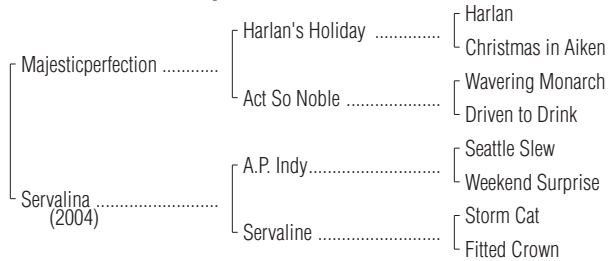 Harlan
Harlan's Holiday ..............
Christmas in Aiken
Majesticperfection ............
Wavering Monarch
Act So Noble ....................
Driven to Drink
Seattle Slew
A.P. Indy............................
Weekend Surprise
Servalina ..........................
(2004)
Storm Cat
Servaline ..........................
Fitted Crown